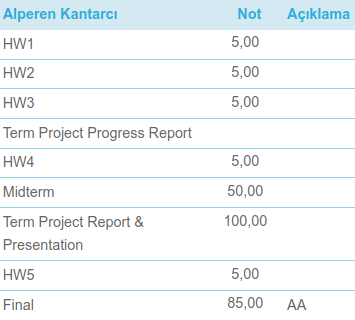 Alperen Kantarcı Not Açıklama
HW1 5,00
HW2 5,00
HW3 5,00
Term Project Progress Report
HW4 5,00
Midterm 50,00
Term Project Report & 100,00
Presentation
HW5 5,00
Final 85,00 AA